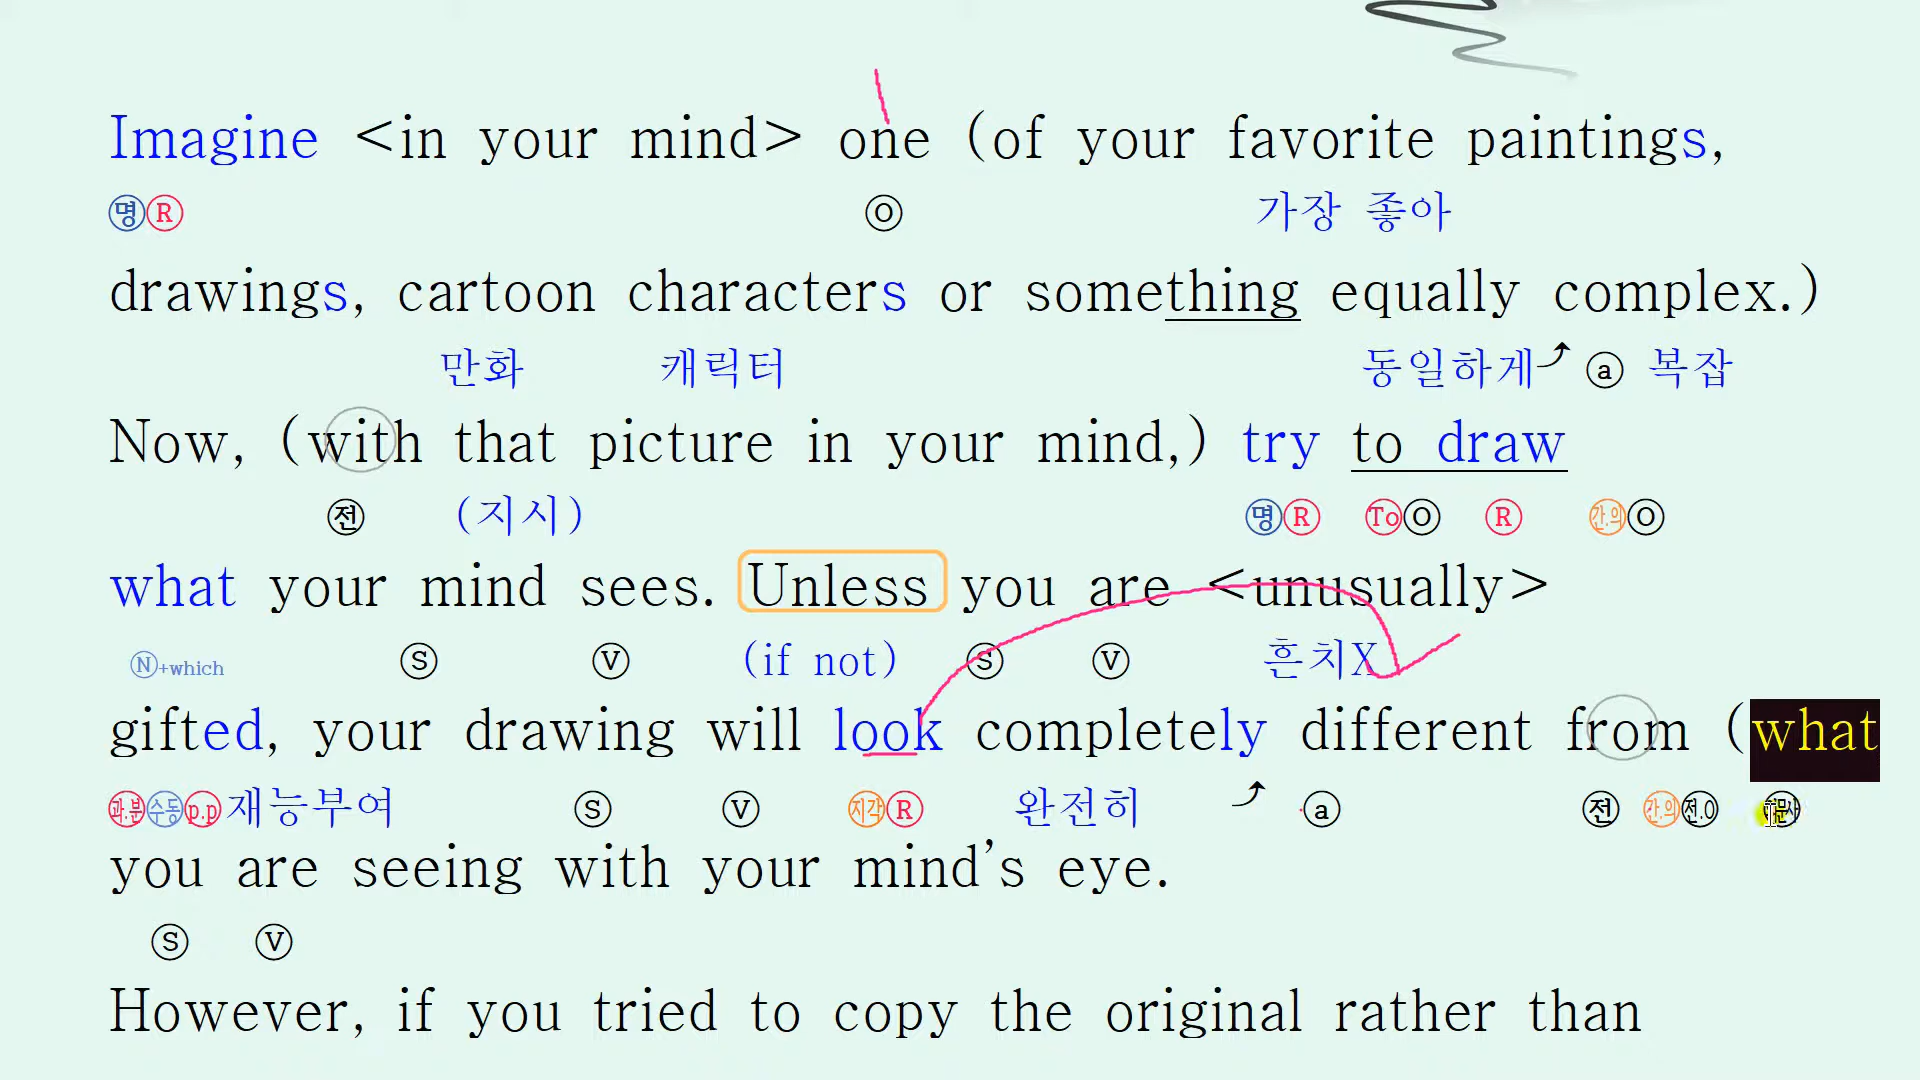 Imagine <in your mind> one (of your favorite paintings,
명 R O 가장 좋아
drawings, cartoon characters or something equally complex.)
만화 캐릭터 동일하게 a 복잡
Now, (with that picture in your mind,) try to draw
전 (지시) 명 R To O R 간.의 O
what your mind sees. Unless you are <unusually>
N+which S V (if not) S V 흔치X
gifted, your drawing will look completely different from (what
과.분 수동 p.p 재능부여 S V 지각 R 완전히 a 전 간.의 전.O
you are seeing with your mind's eye.
S V
However, if you tried to copy the original rather than